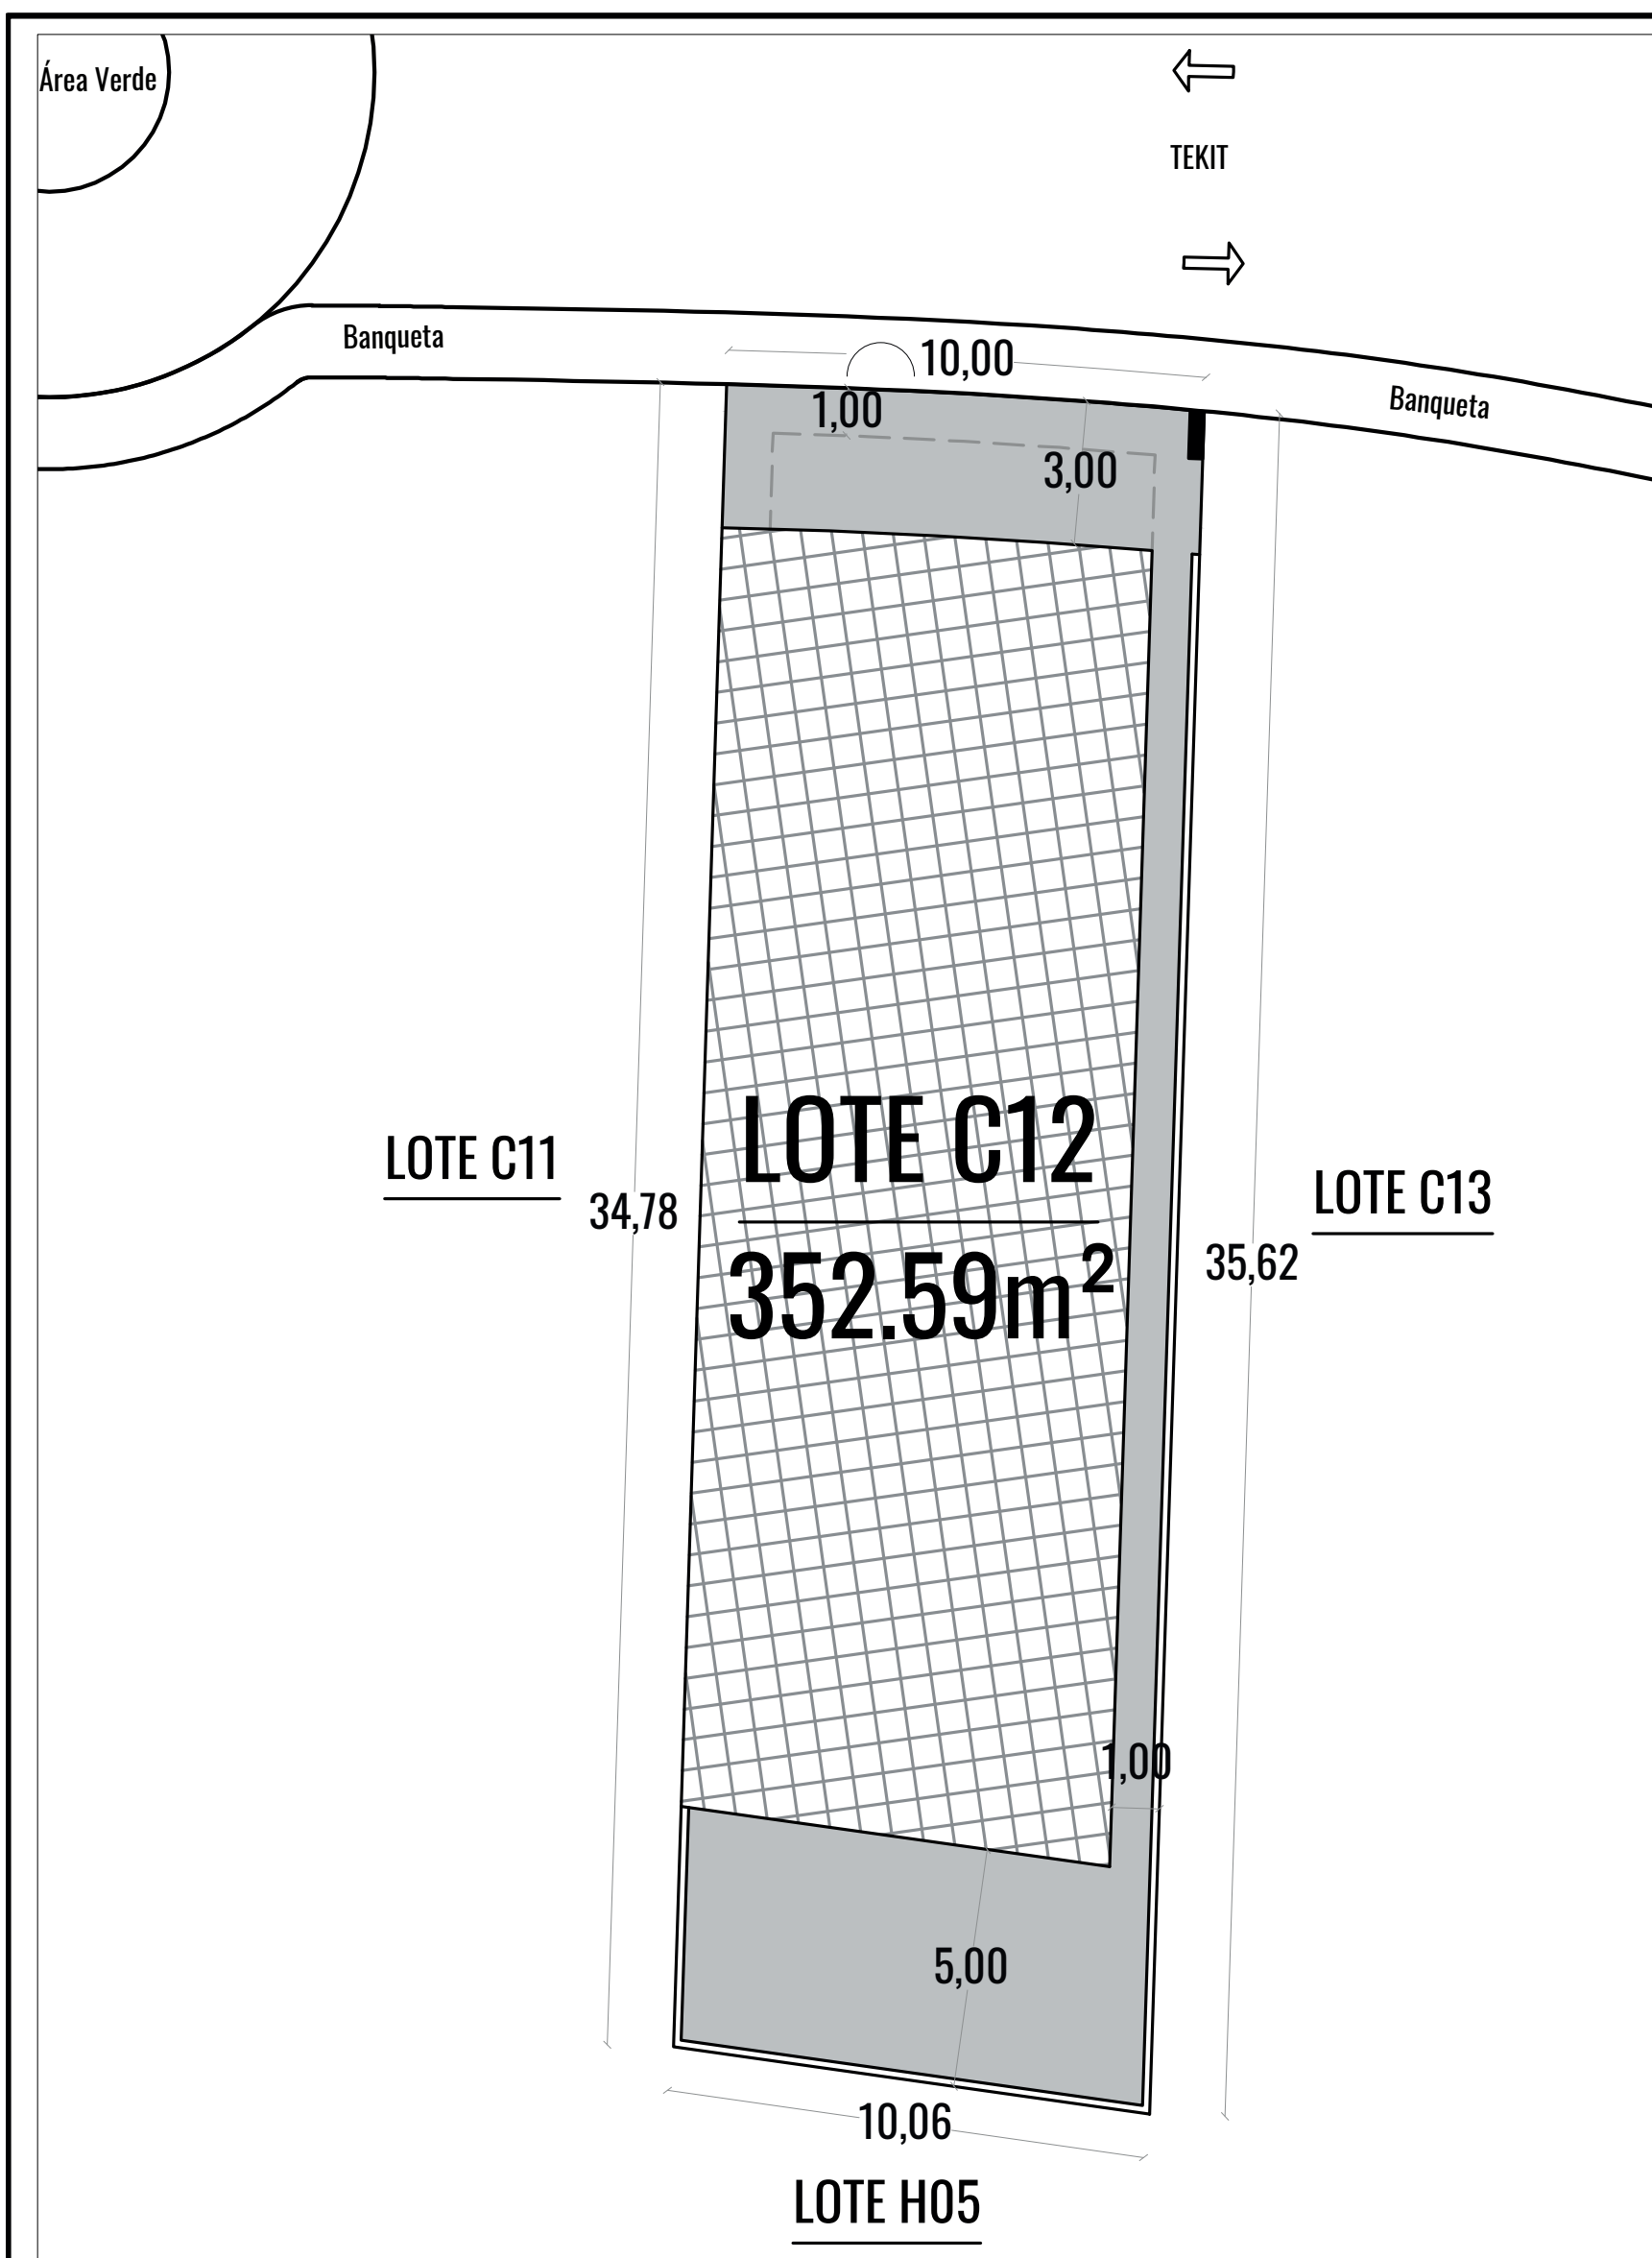 Área Verde
TEKIT
Banqueta
10,00
Banqueta
1,00
3,00
LOTE C12
LOTE C11
34,78
LOTE C13
352.59m²
35,62
1,00
5,00
10,06
LOTE H05